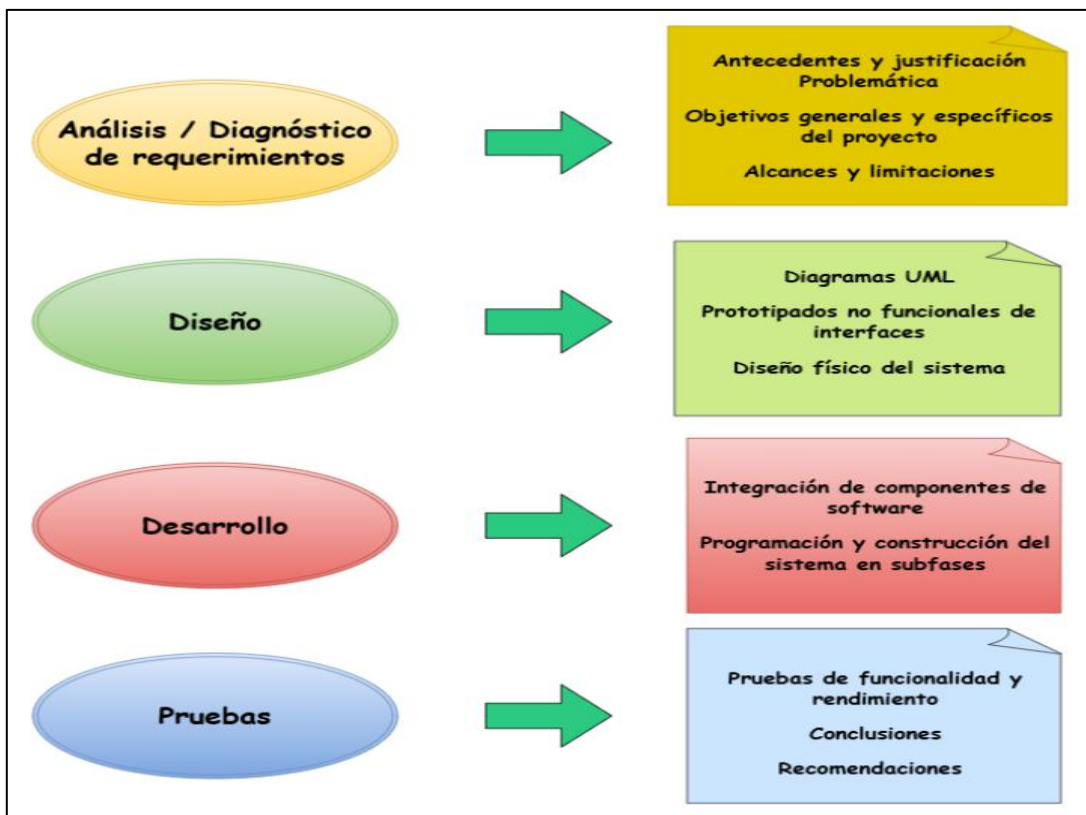 Análisis / Diagnóstico
de requerimientos
Antecedentes y justificación
Problemática
Objetivos generales y específicos
del proyecto
Alcances y limitaciones
Diseño
Diagramas UML
Prototipados no funcionales de
interfaces
Diseño físico del sistema
Desarrollo
Integración de componentes de
software
Programación y construcción del
sistema en subfases
Pruebas
Pruebas de funcionalidad y
rendimiento
Conclusiones
Recomendaciones